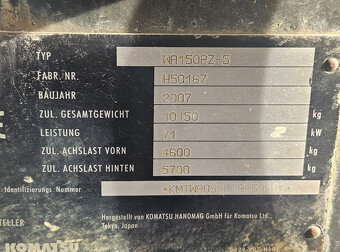 TYP WA150PZ-5
FABR. NR. H50167
BAUJAHR 2007
ZUL. GESAMTGEWICHT 10150 kg
LEISTUNG 71 kW
ZUL. ACHSLAST VORN 4600 kg
ZUL. ACHSLAST HINTEN 5700 kg
Identifizierungs Nummer
TELLER
Hergestellt von KOMATSU HANOMAG GmbH für Komatsu Ltd.,
KOMATSU
Tokyo, Japan